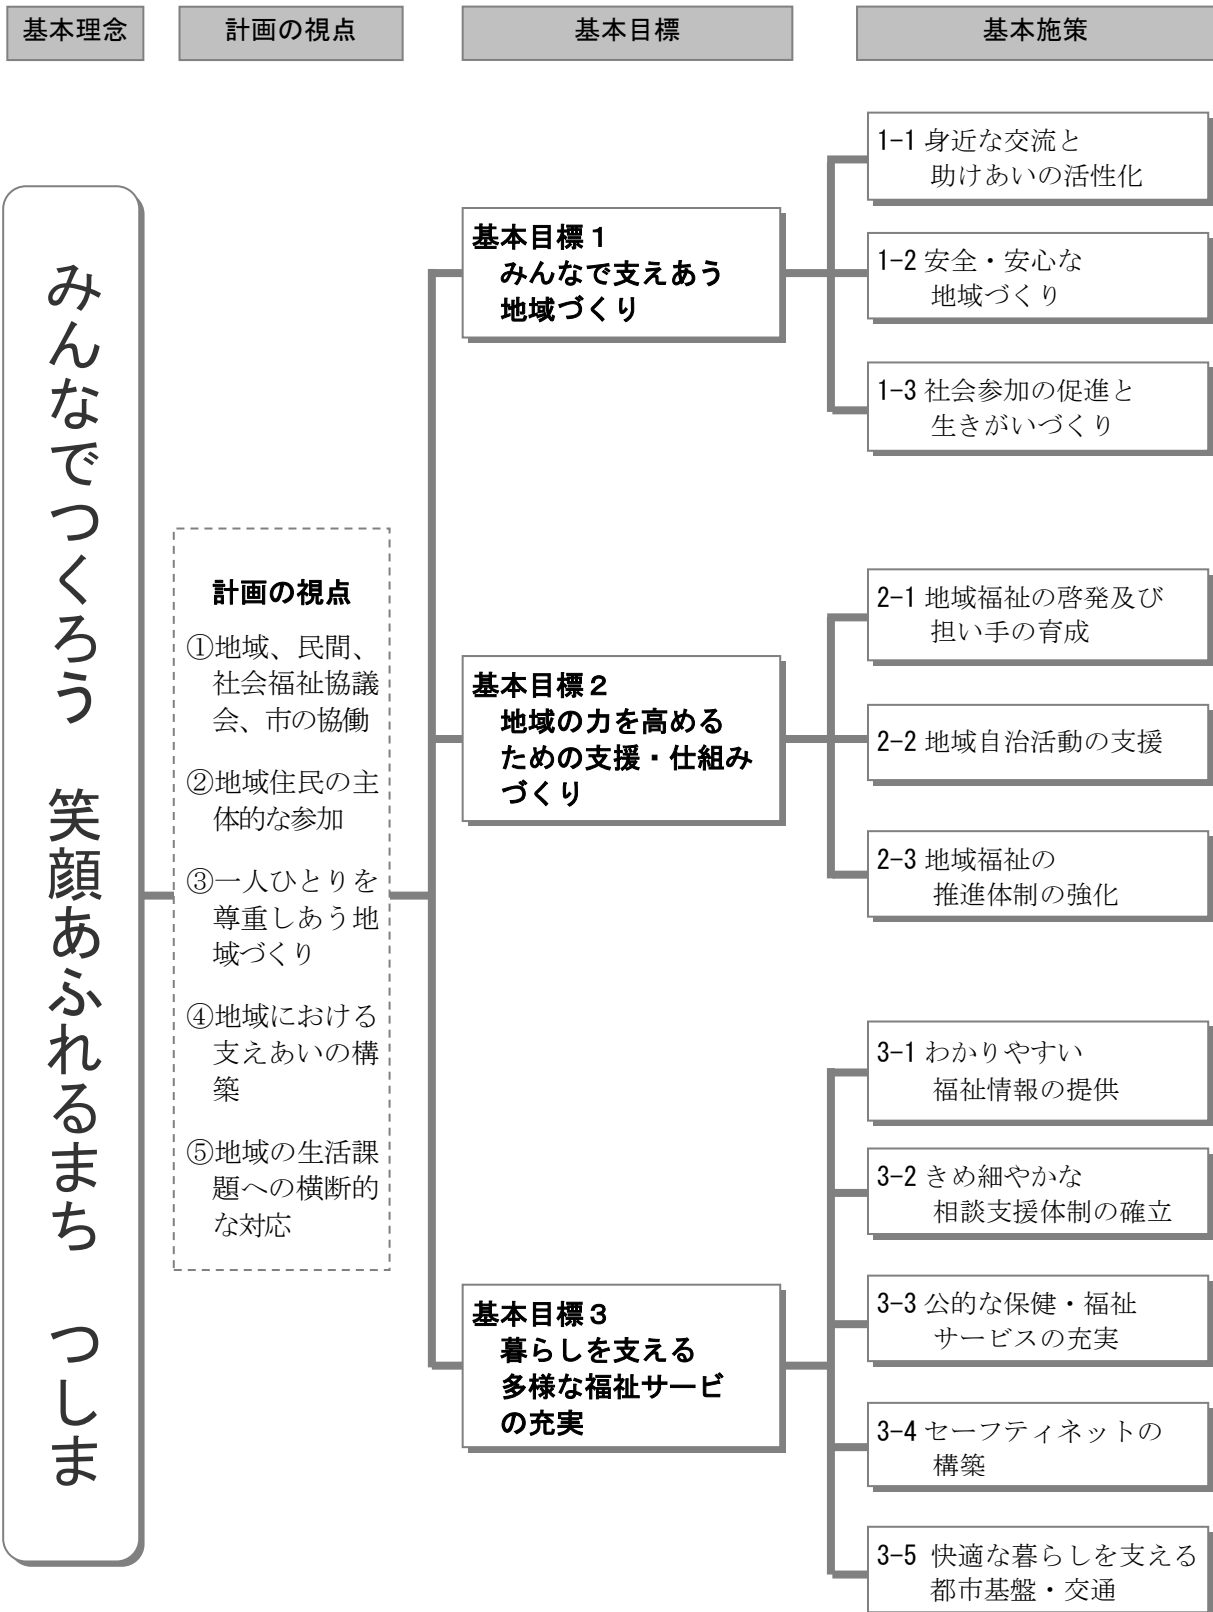 基本理念
計画の視点
基本目標
基本施策
みんなでつくろう　笑顔あふれるまち　つしま
計画の視点
①地域、民間、
社会福祉協議
会、市の協働
②地域住民の主
体的な参加
③一人ひとりを
尊重しあう地
域づくり
④地域における
支えあいの構
築
⑤地域の生活課
題への横断的
な対応
基本目標１
みんなで支えあう
地域づくり
1-1 身近な交流と
助けあいの活性化
1-2 安全・安心な
地域づくり
1-3 社会参加の促進と
生きがいづくり
基本目標２
地域の力を高める
ための支援・仕組み
づくり
2-1 地域福祉の啓発及び
担い手の育成
2-2 地域自治活動の支援
2-3 地域福祉の
推進体制の強化
基本目標３
暮らしを支える
多様な福祉サービ
の充実
3-1 わかりやすい
福祉情報の提供
3-2 きめ細やかな
相談支援体制の確立
3-3 公的な保健・福祉
サービスの充実
3-4 セーフティネットの
構築
3-5 快適な暮らしを支える
都市基盤・交通